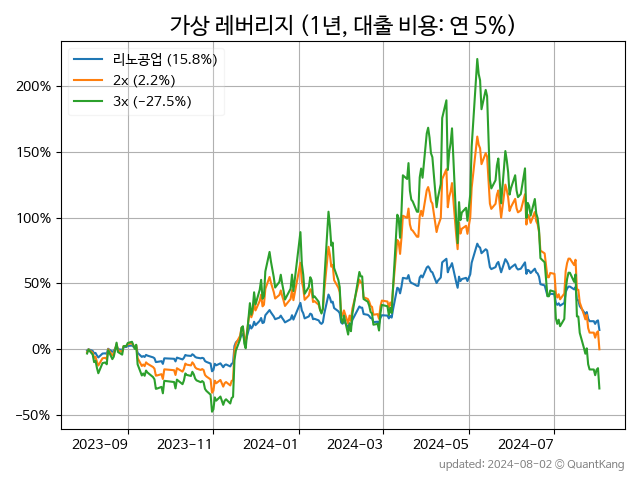 가상 레버리지 (1년, 대출 비용: 연 5%)
리노공업 (15.8%)
2x (2.2%)
3x (−27.5%)
200%
150%
100%
50%
0%
−50%
2023-09 2023-11 2024-01 2024-03 2024-05 2024-07
updated: 2024-08-02 © QuantKang